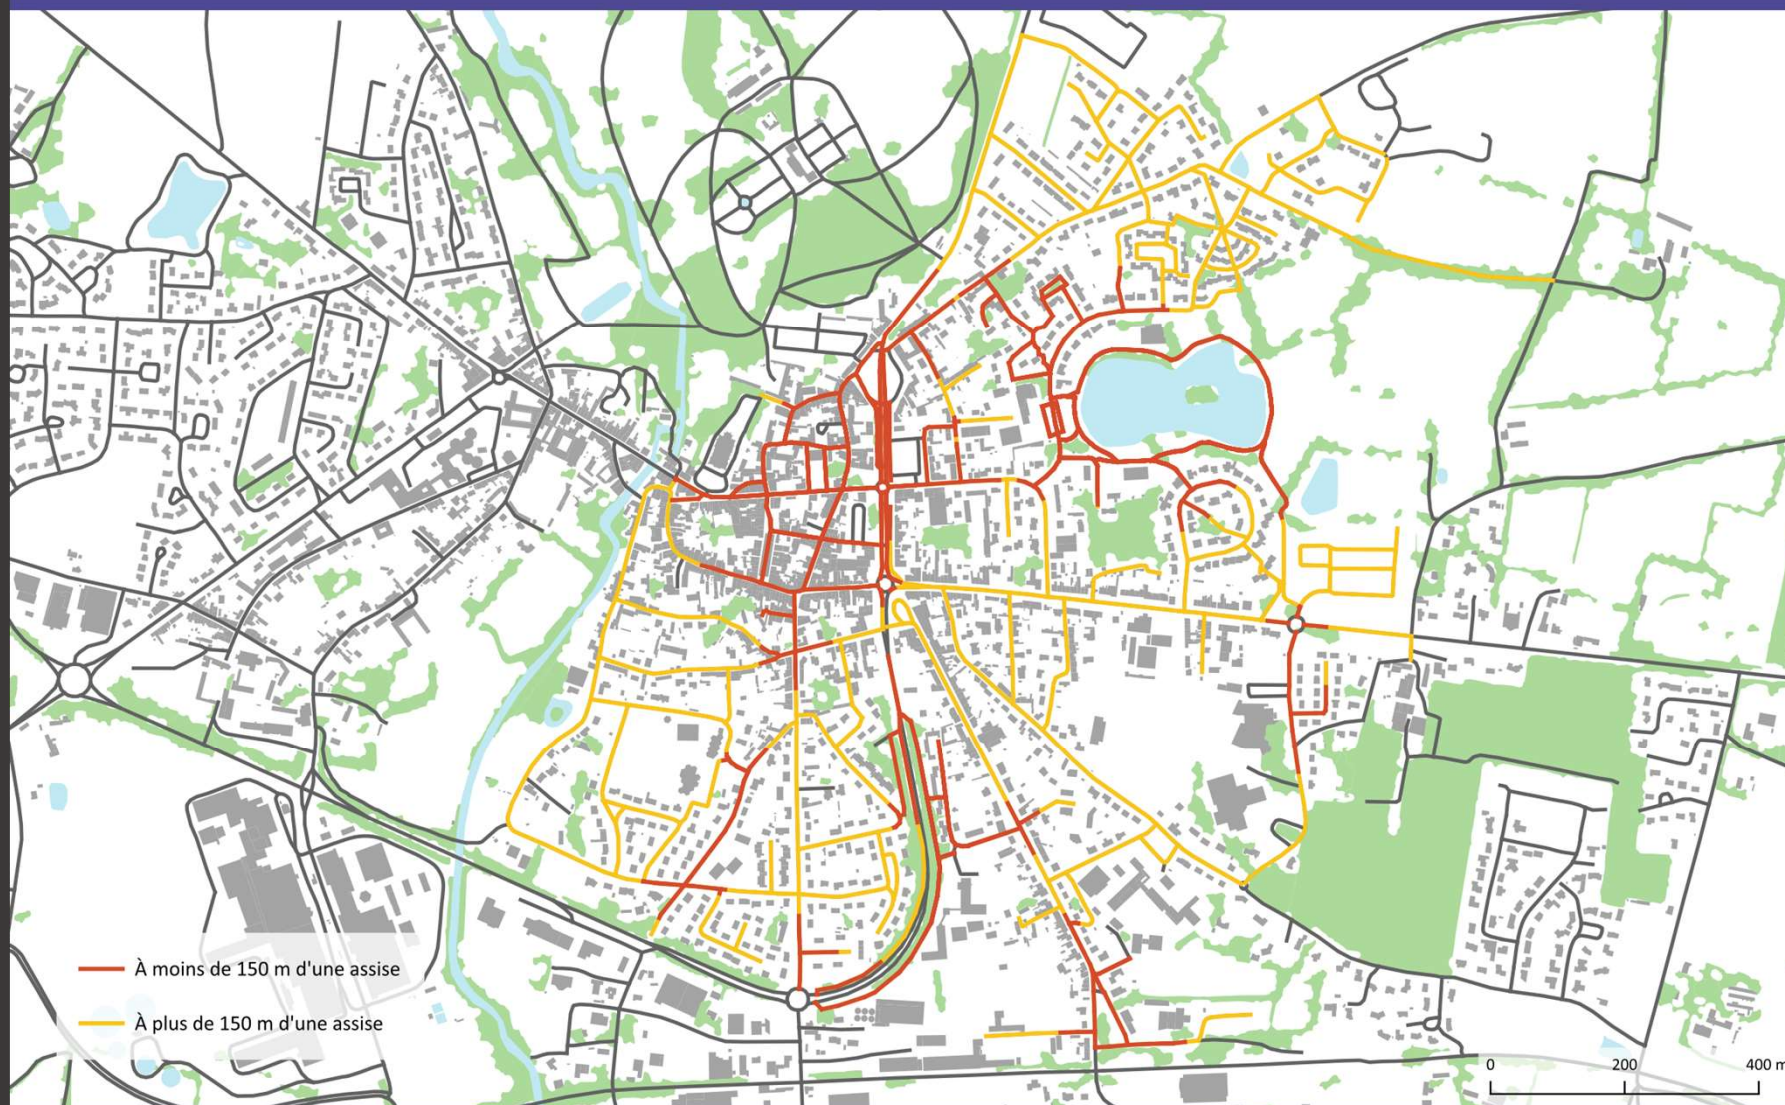 À moins de 150 m d'une assise
À plus de 150 m d'une assise
0 200 400 m